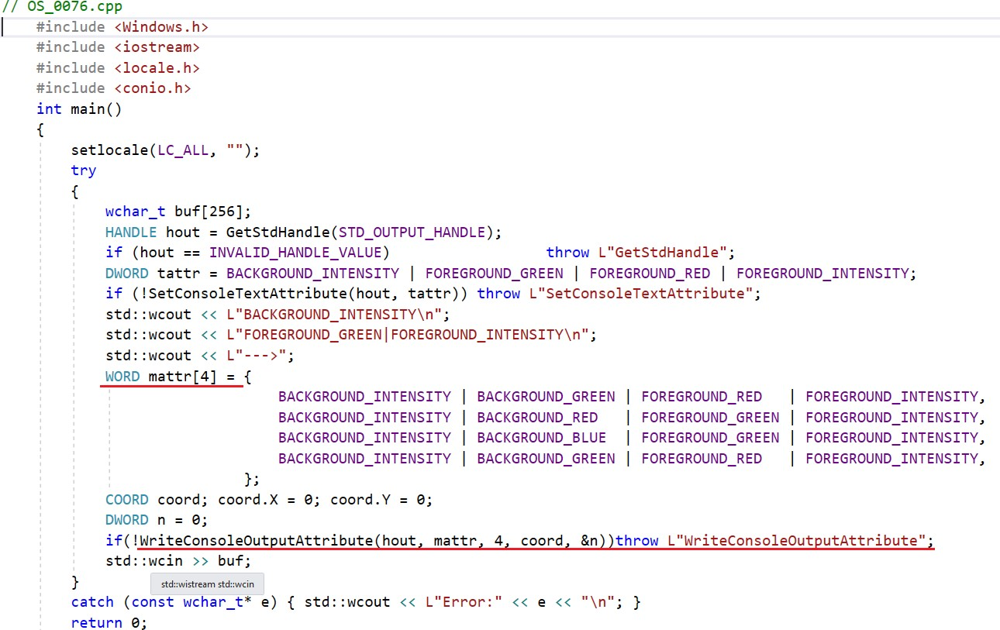 // OS_0076.cpp
#include <Windows.h>
#include <iostream>
#include <locale.h>
#include <conio.h>
int main()
{
    setlocale(LC_ALL, "");
    try
    {
        wchar_t buf[256];
        HANDLE hout = GetStdHandle(STD_OUTPUT_HANDLE);
        if (hout == INVALID_HANDLE_VALUE)                  throw L"GetStdHandle";
        DWORD tattr = BACKGROUND_INTENSITY | FOREGROUND_GREEN | FOREGROUND_RED | FOREGROUND_INTENSITY;
        if (!SetConsoleTextAttribute(hout, tattr)) throw L"SetConsoleTextAttribute";
        std::wcout << L"BACKGROUND_INTENSITY\n";
        std::wcout << L"FOREGROUND_GREEN|FOREGROUND_INTENSITY\n";
        std::wcout << L"--->";
        WORD mattr[4] = {
                            BACKGROUND_INTENSITY | BACKGROUND_GREEN | FOREGROUND_RED   | FOREGROUND_INTENSITY,
                            BACKGROUND_INTENSITY | BACKGROUND_RED   | FOREGROUND_GREEN | FOREGROUND_INTENSITY,
                            BACKGROUND_INTENSITY | BACKGROUND_BLUE  | FOREGROUND_GREEN | FOREGROUND_INTENSITY,
                            BACKGROUND_INTENSITY | BACKGROUND_GREEN | FOREGROUND_RED   | FOREGROUND_INTENSITY,
                        };
        COORD coord; coord.X = 0; coord.Y = 0;
        DWORD n = 0;
        if(!WriteConsoleOutputAttribute(hout, mattr, 4, coord, &n))throw L"WriteConsoleOutputAttribute";
        std::wcin >> buf;
    }
std::wistream std::wcin
    catch (const wchar_t* e) { std::wcout << L"Error:" << e << "\n"; }
    return 0;